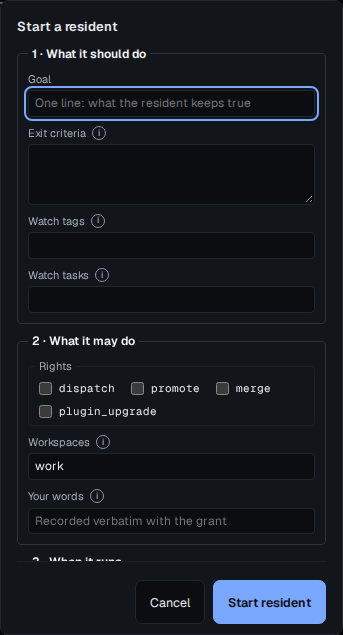 Start a resident
1 · What it should do
Goal
One line: what the resident keeps true
Exit criteria i
Watch tags i
Watch tasks i
2 · What it may do
Rights
dispatch promote merge
plugin_upgrade
Workspaces i
work
Your words i
Recorded verbatim with the grant
Cancel Start resident